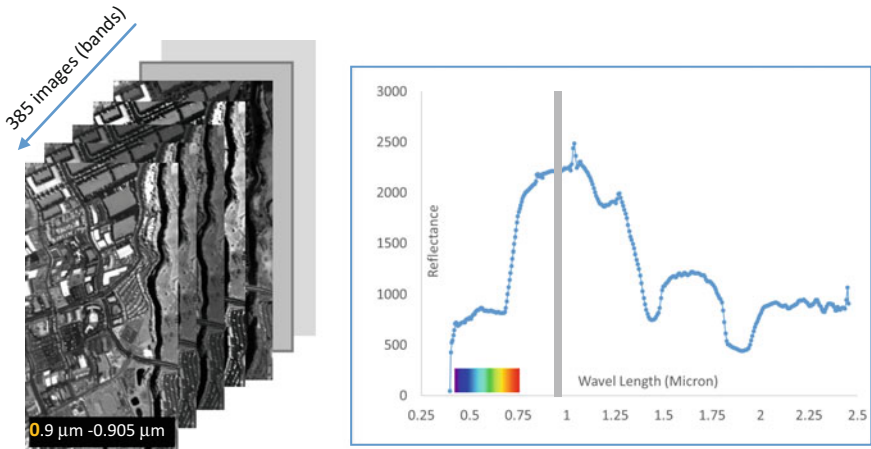 385 images (bands)
0.9 μm -0.905 μm
3000
2500
2000
1500
1000
500
0
Reflectance
Wavel Length (Micron)
0.25 0.5 0.75 1 1.25 1.5 1.75 2 2.25 2.5